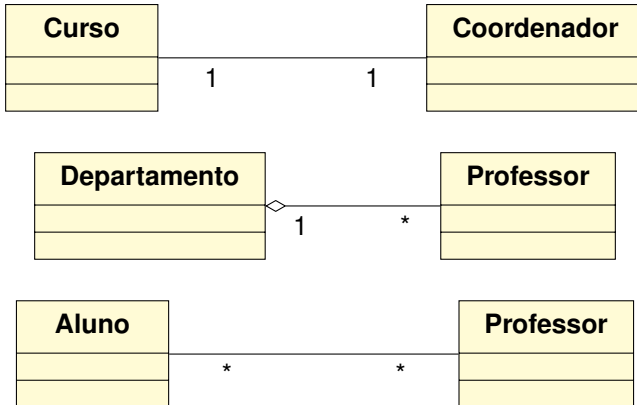 Curso Coordenador
1 1
Departamento Professor
1 *
Aluno Professor
* *